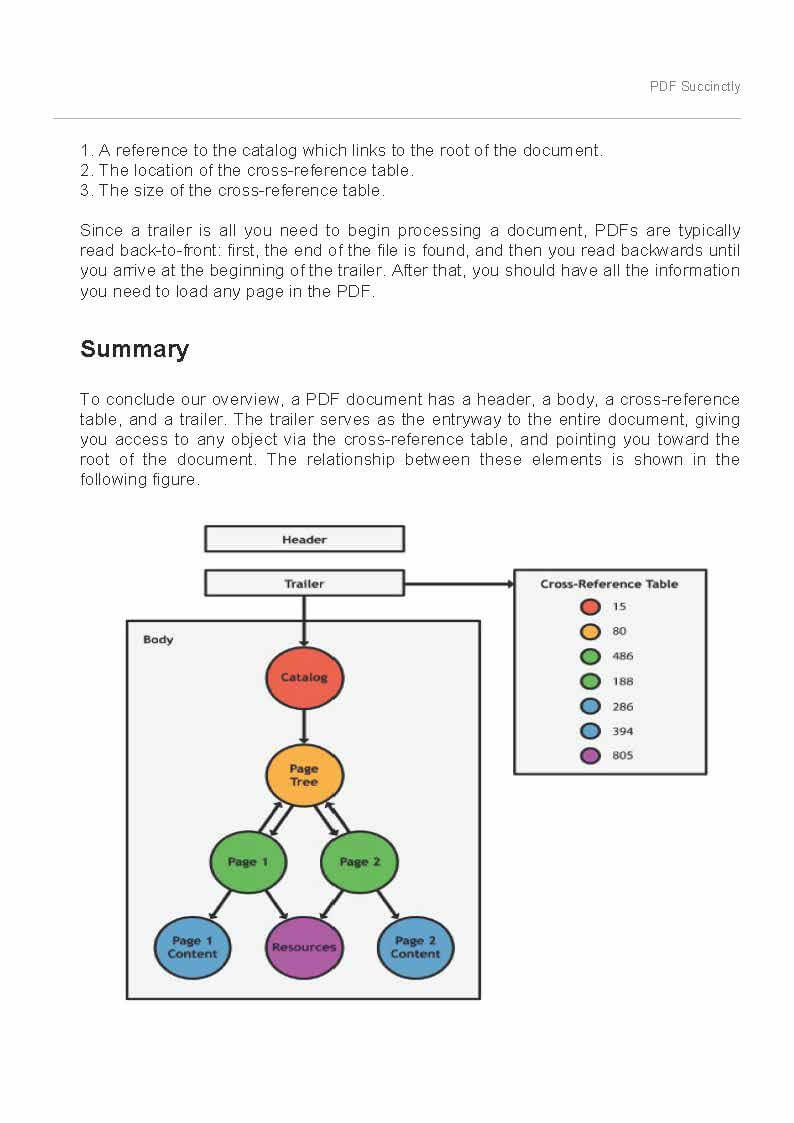 PDF Succinctly
1. A reference to the catalog which links to the root of the document.
2. The location of the cross-reference table.
3. The size of the cross-reference table.
Since a trailer is all you need to begin processing a document, PDFs are typically
read back-to-front: first, the end of the file is found, and then you read backwards until
you arrive at the beginning of the trailer. After that, you should have all the information
you need to load any page in the PDF.
Summary
To conclude our overview, a PDF document has a header, a body, a cross-reference
table, and a trailer. The trailer serves as the entryway to the entire document, giving
you access to any object via the cross-reference table, and pointing you toward the
root of the document. The relationship between these elements is shown in the
following figure.
Header
Trailer
Cross-Reference Table
15
80
486
188
286
394
805
Body
Catalog
Page
Tree
Page 1
Page 2
Page 1
Content
Resources
Page 2
Content